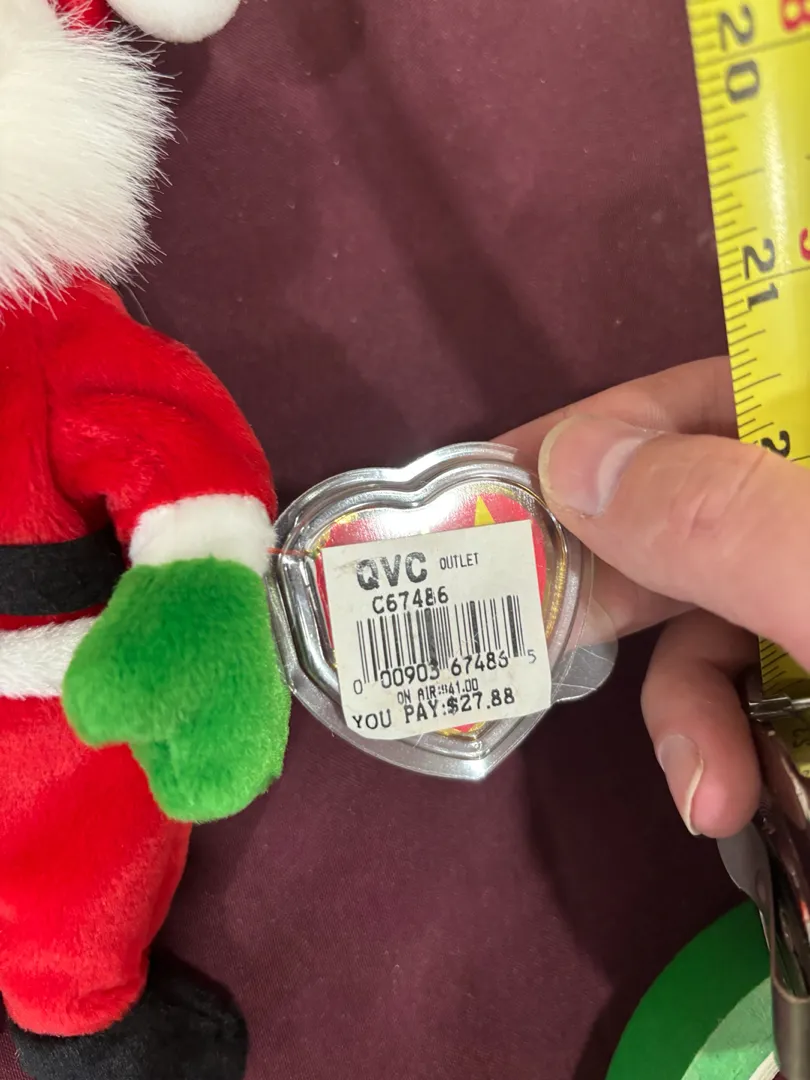 QVC OUTLET
C67486
0 00903 67486 5
ON AIR:$41.00
YOU PAY:$27.88
20
21